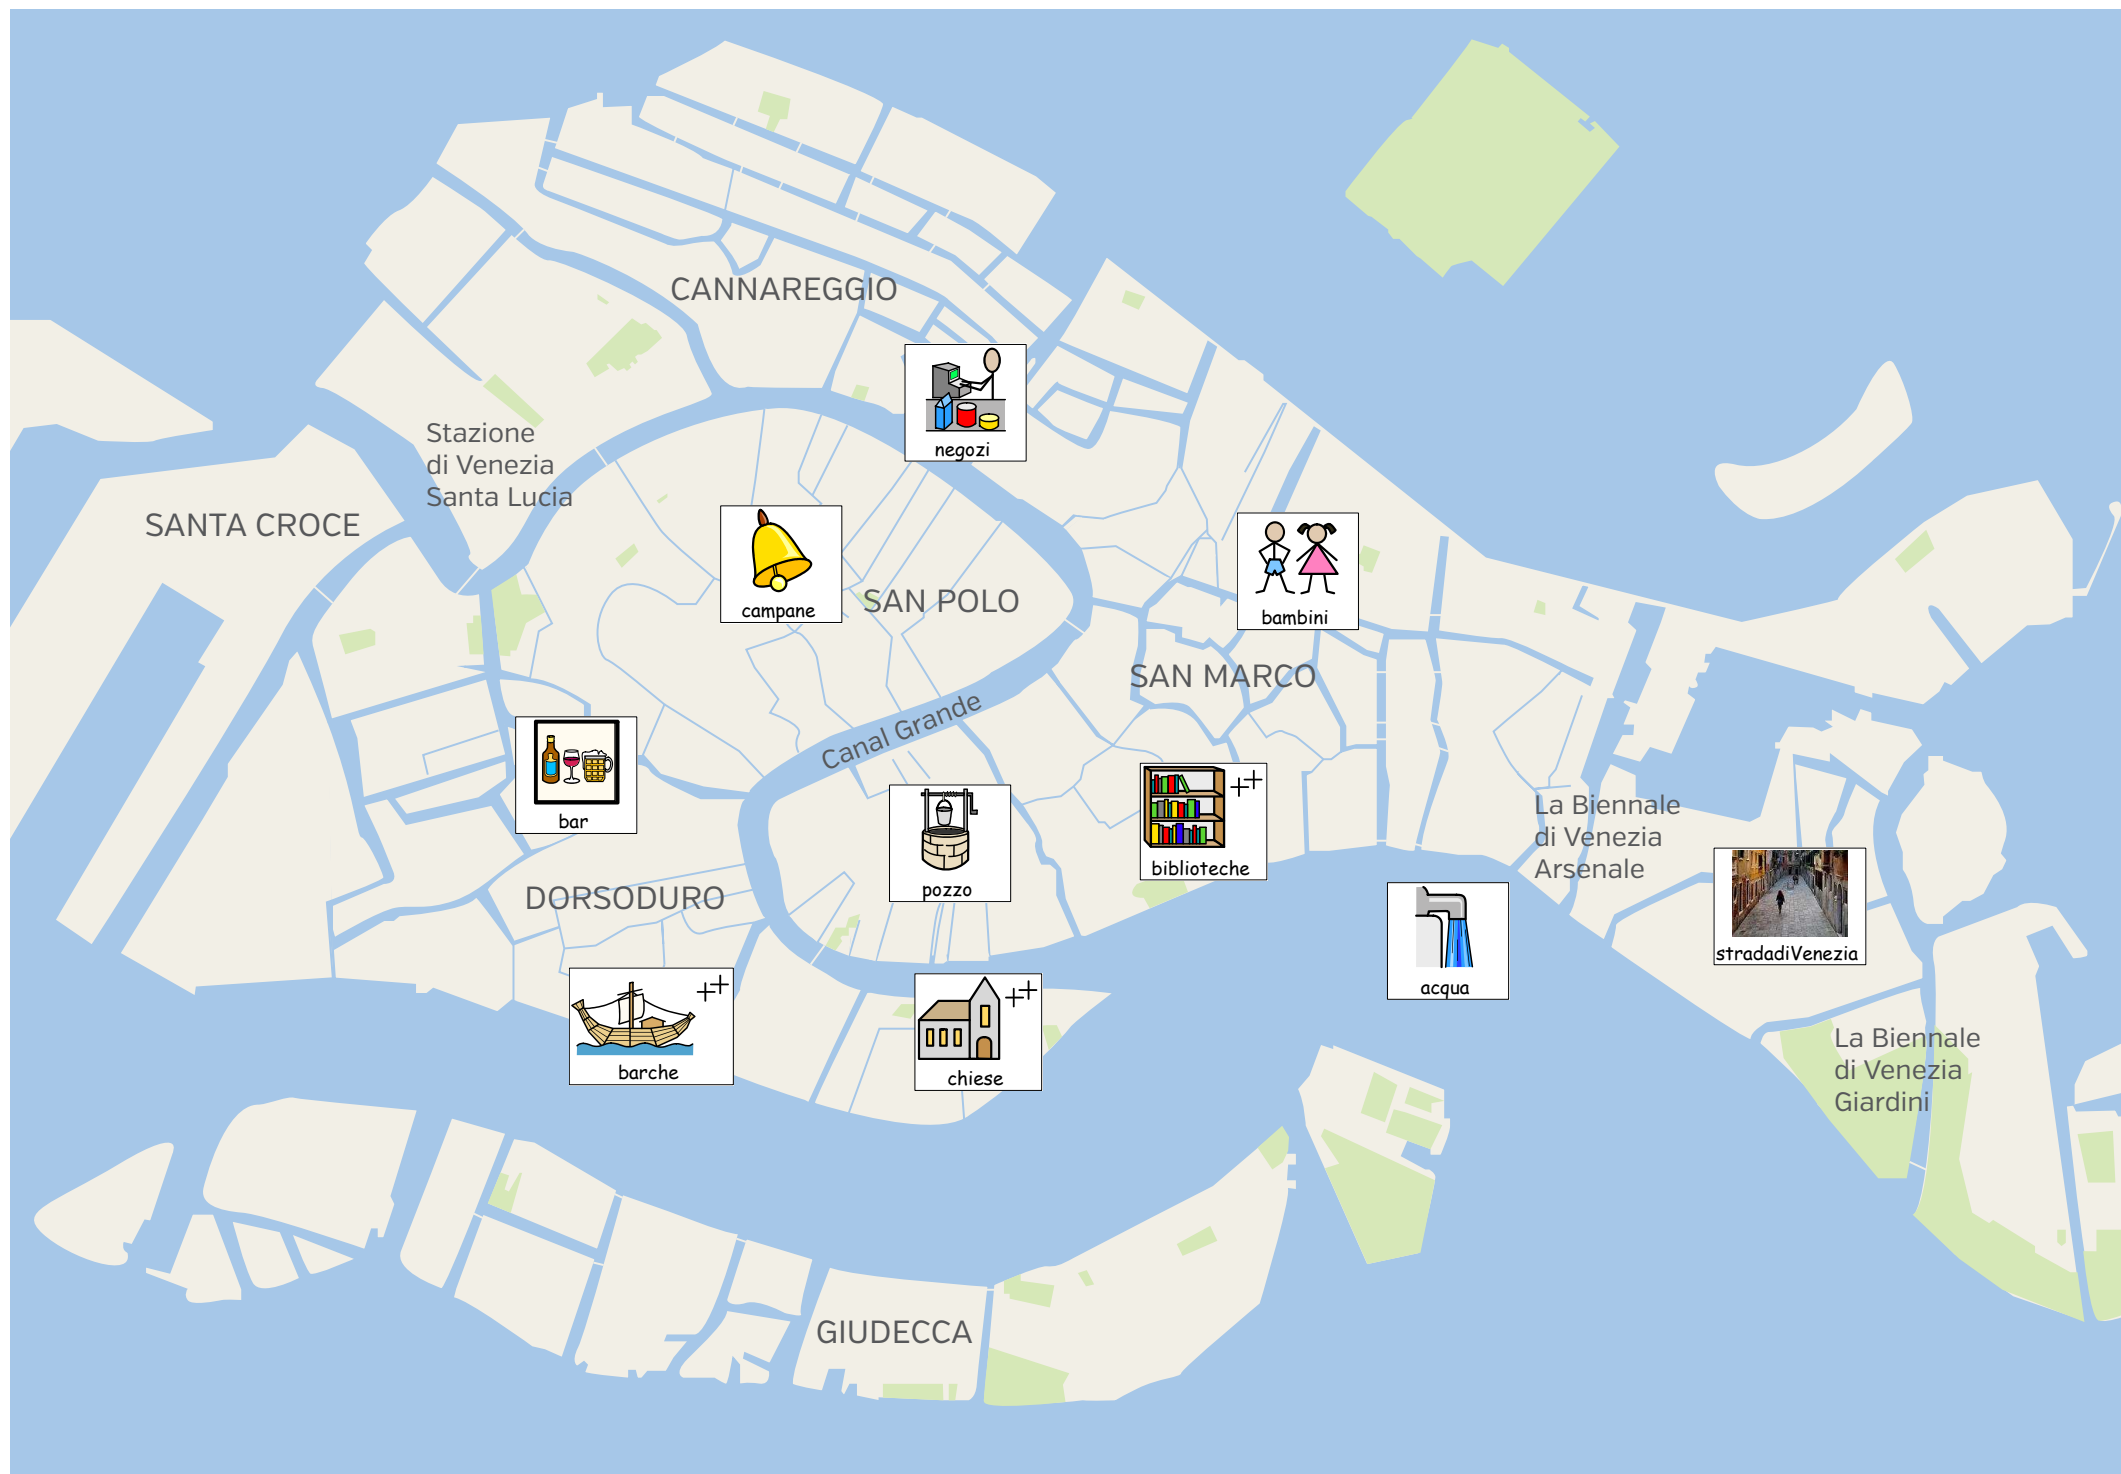 CANNAREGGIO
negozi
Stazione
di Venezia
Santa Lucia
SANTA CROCE
campane
SAN POLO
bambini
SAN MARCO
Canal Grande
bar
pozzo
biblioteche
La Biennale
di Venezia
Arsenale
DORSODURO
stradadiVenezia
acqua
barche
chiese
La Biennale
di Venezia
Giardini
GIUDECCA